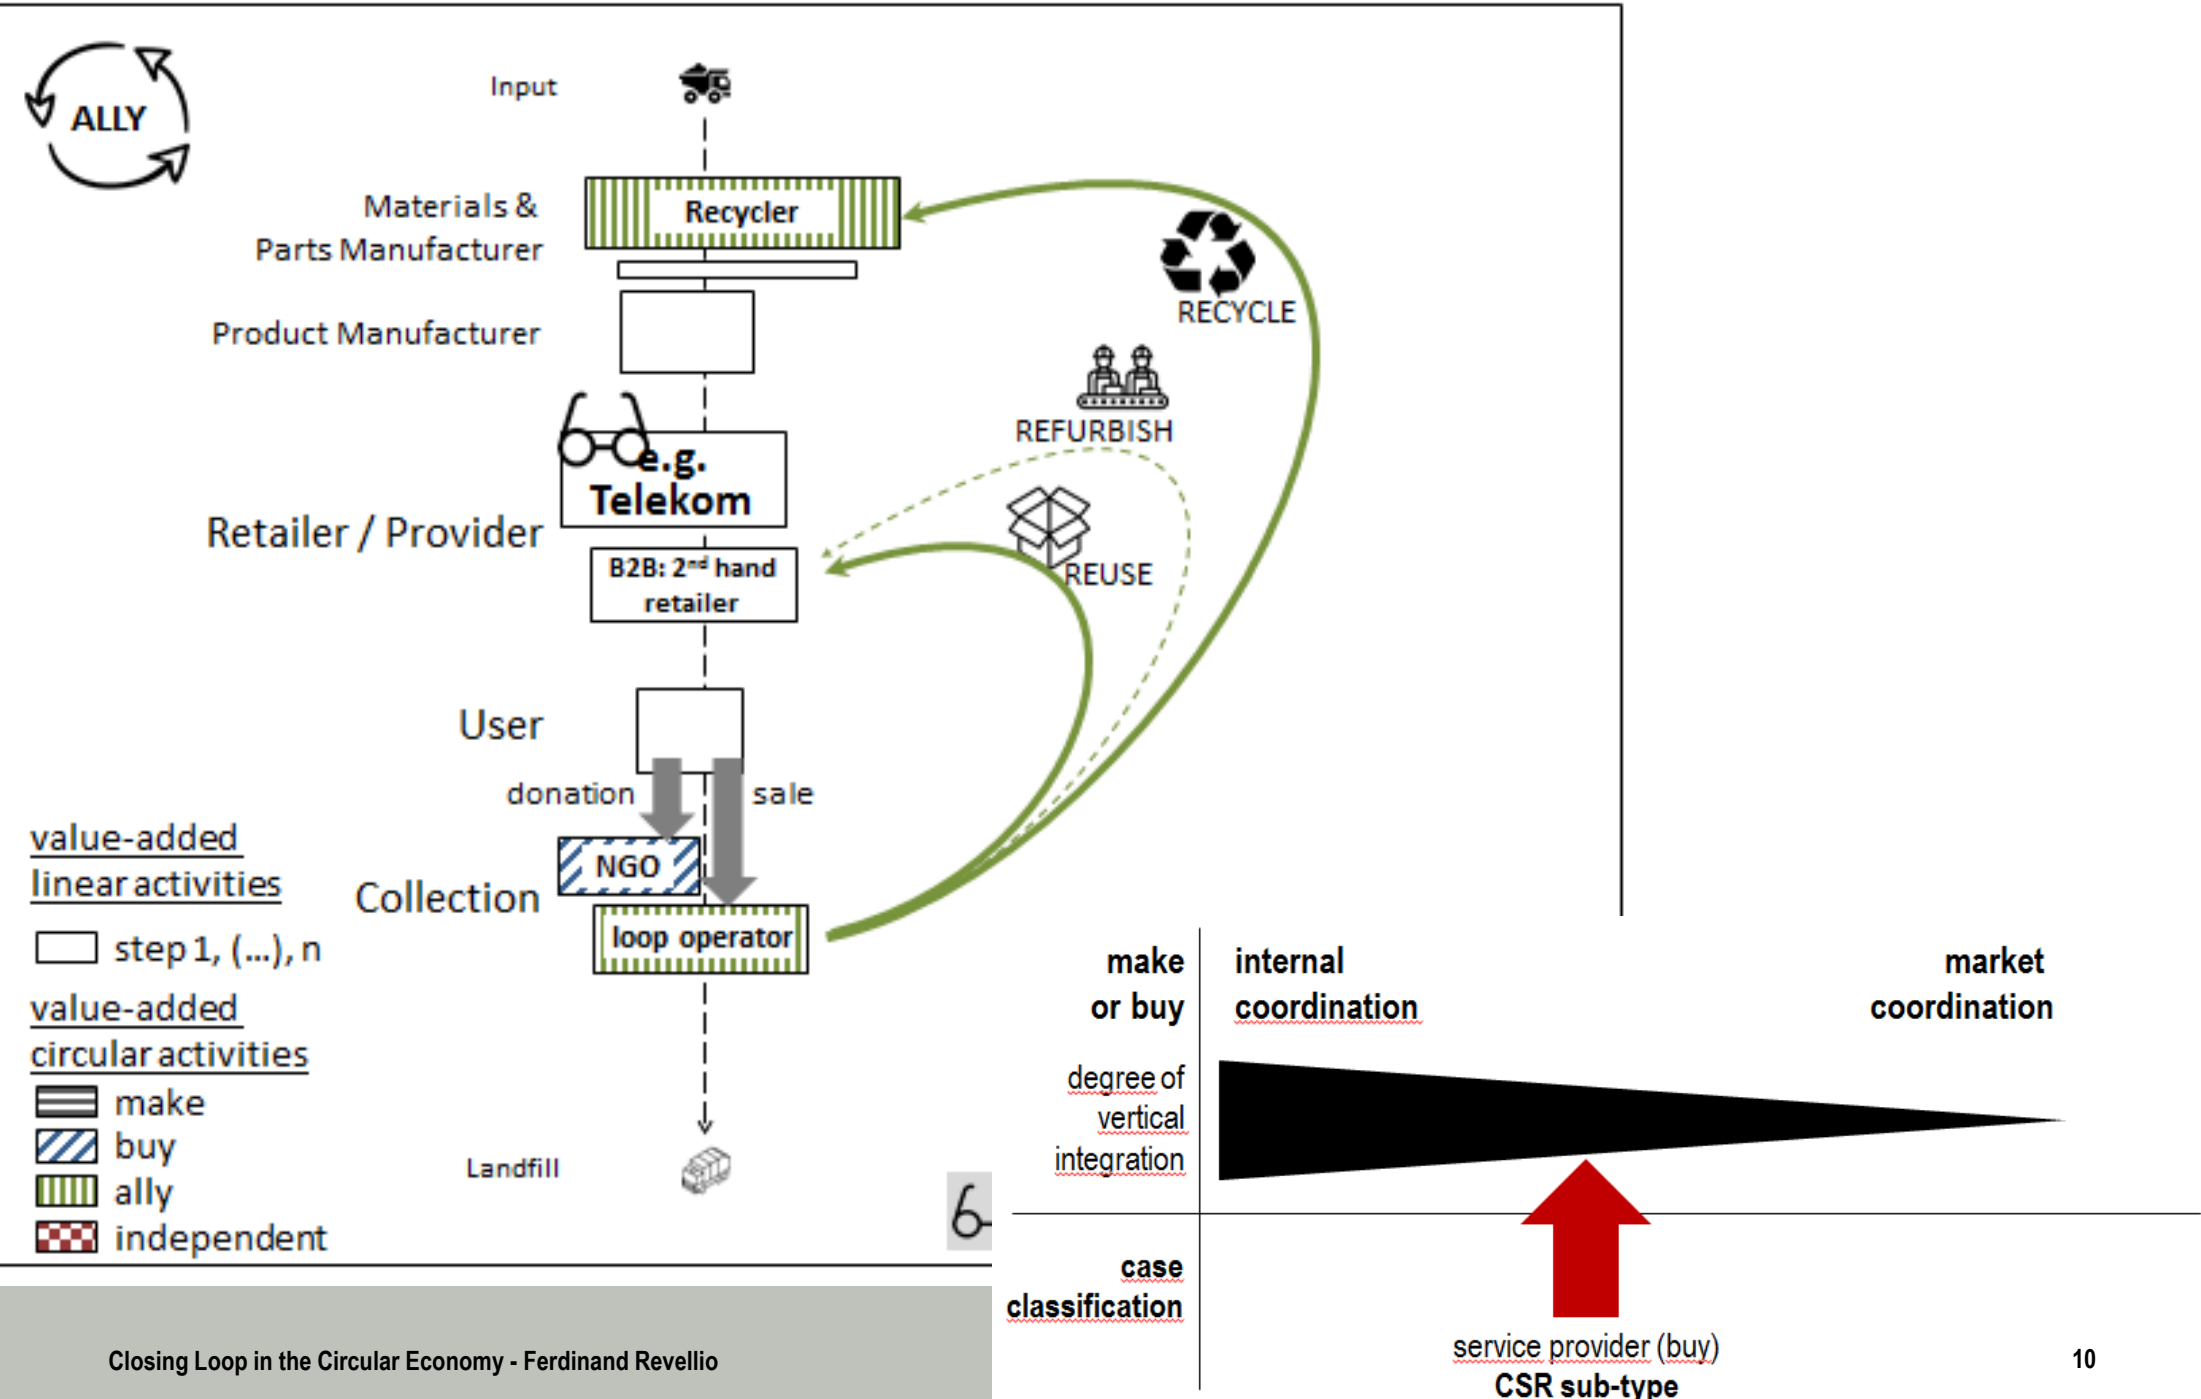 ALLY
Input
Materials &
Parts Manufacturer
Recycler
Product Manufacturer
RECYCLE
REFURBISH
e.g.
Telekom
Retailer / Provider
REUSE
B2B: 2nd hand
retailer
User
donation
sale
NGO
Collection
loop operator
Landfill
value-added
linear activities
step 1, (...), n
value-added
circular activities
make
buy
ally
independent
make
or buy
internal
coordination
market
coordination
degree of
vertical
integration
case
classification
service provider (buy)
CSR sub-type
Closing Loop in the Circular Economy - Ferdinand Revellio
10